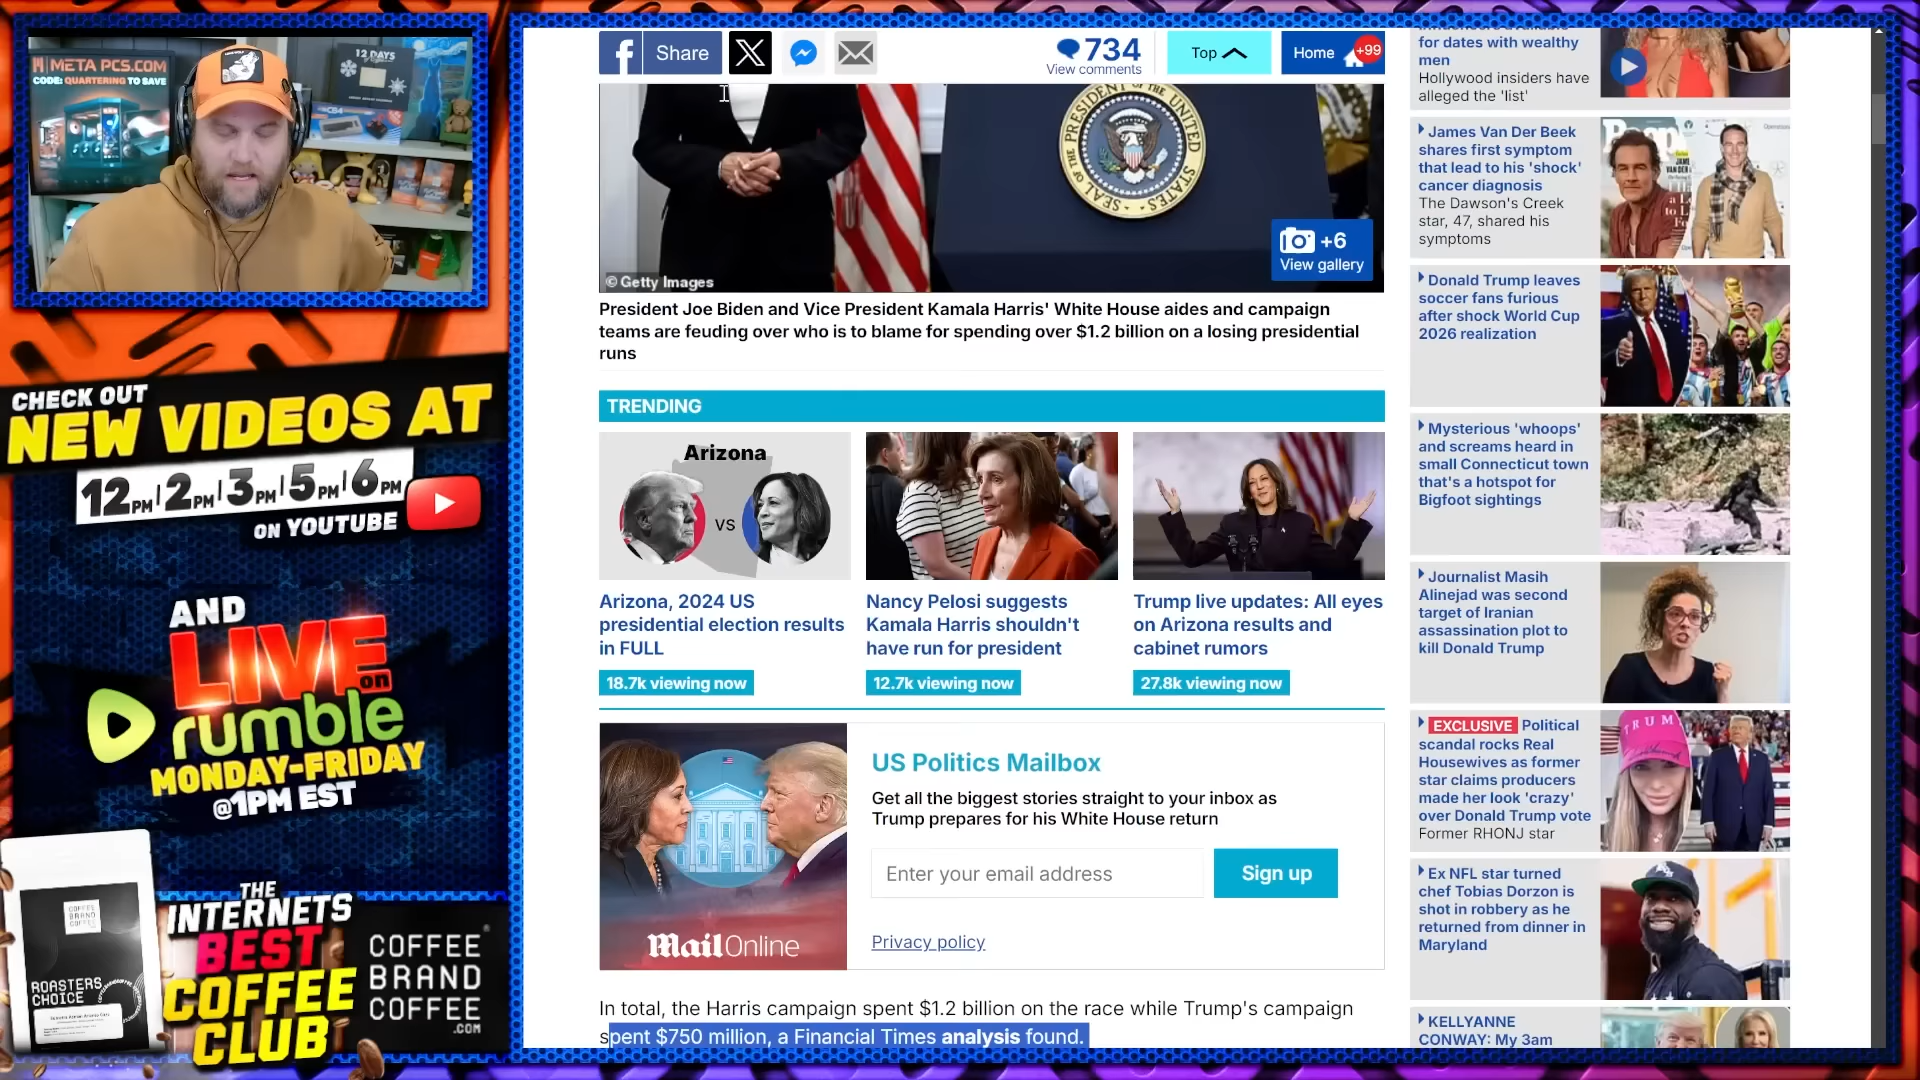 META PCS.COM
CODE: QUARTERING TO SAVE
12 DAYS
CHECK OUT
NEW VIDEOS AT
12PM | 2PM | 3PM | 5PM | 6PM
ON YOUTUBE
AND
LIVE
on
rumble
MONDAY-FRIDAY
@1PM EST
COFFEE
BRAND
COFFEE
ROASTERS
CHOICE
THE
INTERNETS
BEST
COFFEE
CLUB
COFFEE
BRAND
COFFEE
.COM
Share
734
View comments
Top
Home
+99
PRESIDENT OF THE UNITED
STATES
SEAL OF
+6
View gallery
© Getty Images
President Joe Biden and Vice President Kamala Harris' White House aides and campaign
teams are feuding over who is to blame for spending over $1.2 billion on a losing presidential
runs
TRENDING
Arizona
VS
Arizona, 2024 US
presidential election results
in FULL
18.7k viewing now
Nancy Pelosi suggests
Kamala Harris shouldn't
have run for president
12.7k viewing now
Trump live updates: All eyes
on Arizona results and
cabinet rumors
27.8k viewing now
US Politics Mailbox
Get all the biggest stories straight to your inbox as
Trump prepares for his White House return
Enter your email address
Sign up
Privacy policy
MailOnline
In total, the Harris campaign spent $1.2 billion on the race while Trump's campaign
spent $750 million, a Financial Times analysis found.
for dates with wealthy
men
Hollywood insiders have
alleged the 'list'
James Van Der Beek
shares first symptom
that lead to his 'shock'
cancer diagnosis
The Dawson's Creek
star, 47, shared his
symptoms
Donald Trump leaves
soccer fans furious
after shock World Cup
2026 realization
Mysterious 'whoops'
and screams heard in
small Connecticut town
that's a hotspot for
Bigfoot sightings
Journalist Masih
Alinejad was second
target of Iranian
assassination plot to
kill Donald Trump
EXCLUSIVE Political
scandal rocks Real
Housewives as former
star claims producers
made her look 'crazy'
over Donald Trump vote
Former RHONJ star
TRUM
Ex NFL star turned
chef Tobias Dorzon is
shot in robbery as he
returned from dinner in
Maryland
KELLYANNE
CONWAY: My 3am